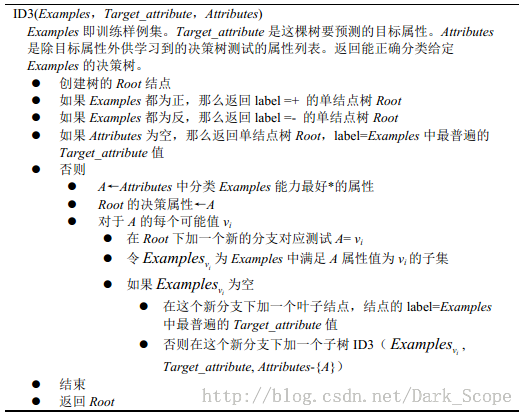 ID3(Examples，Target_attribute，Attributes)
Examples 即训练样例集。Target_attribute 是这棵树要预测的目标属性。Attributes
是除目标属性外供学习到的决策树测试的属性列表。返回能正确分类给定
Examples 的决策树。
● 创建树的 Root 结点
● 如果 Examples 都为正，那么返回 label =+ 的单结点树 Root
● 如果 Examples 都为反，那么返回 label =- 的单结点树 Root
● 如果 Attributes 为空，那么返回单结点树 Root，label=Examples 中最普遍的
Target_attribute 值
● 否则
● A←Attributes 中分类 Examples 能力最好*的属性
● Root 的决策属性←A
● 对于 A 的每个可能值 vi
● 在 Root 下加一个新的分支对应测试 A= vi
● 令 Examplesvi 为 Examples 中满足 A 属性值为 vi 的子集
● 如果 Examplesvi 为空
● 在这个新分支下加一个叶子结点，结点的 label=Examples
中最普遍的 Target_attribute 值
● 否则在这个新分支下加一个子树 ID3（ Examplesvi ,
Target_attribute, Attributes-{A}）
● 结束
● 返回 Root
http://blog.csdn.net/Dark_Scope